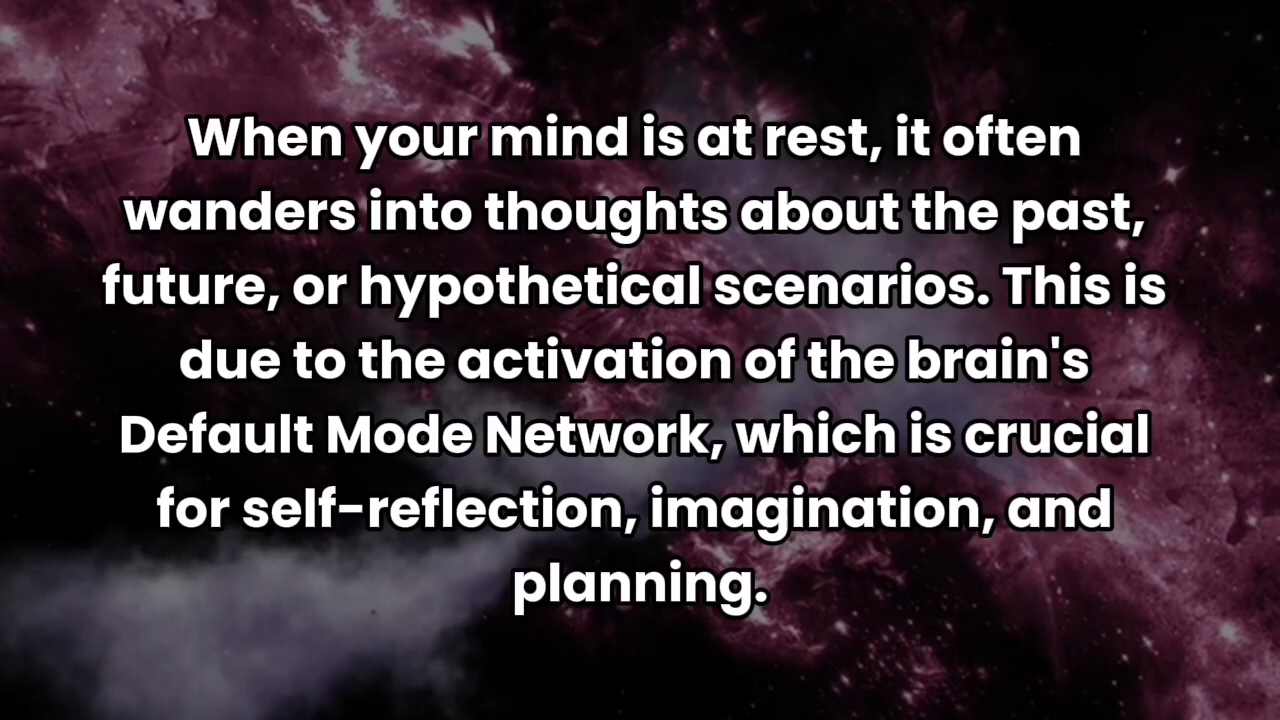 When your mind is at rest, it often
wanders into thoughts about the past,
future, or hypothetical scenarios. This is
due to the activation of the brain's
Default Mode Network, which is crucial
for self-reflection, imagination, and
planning.